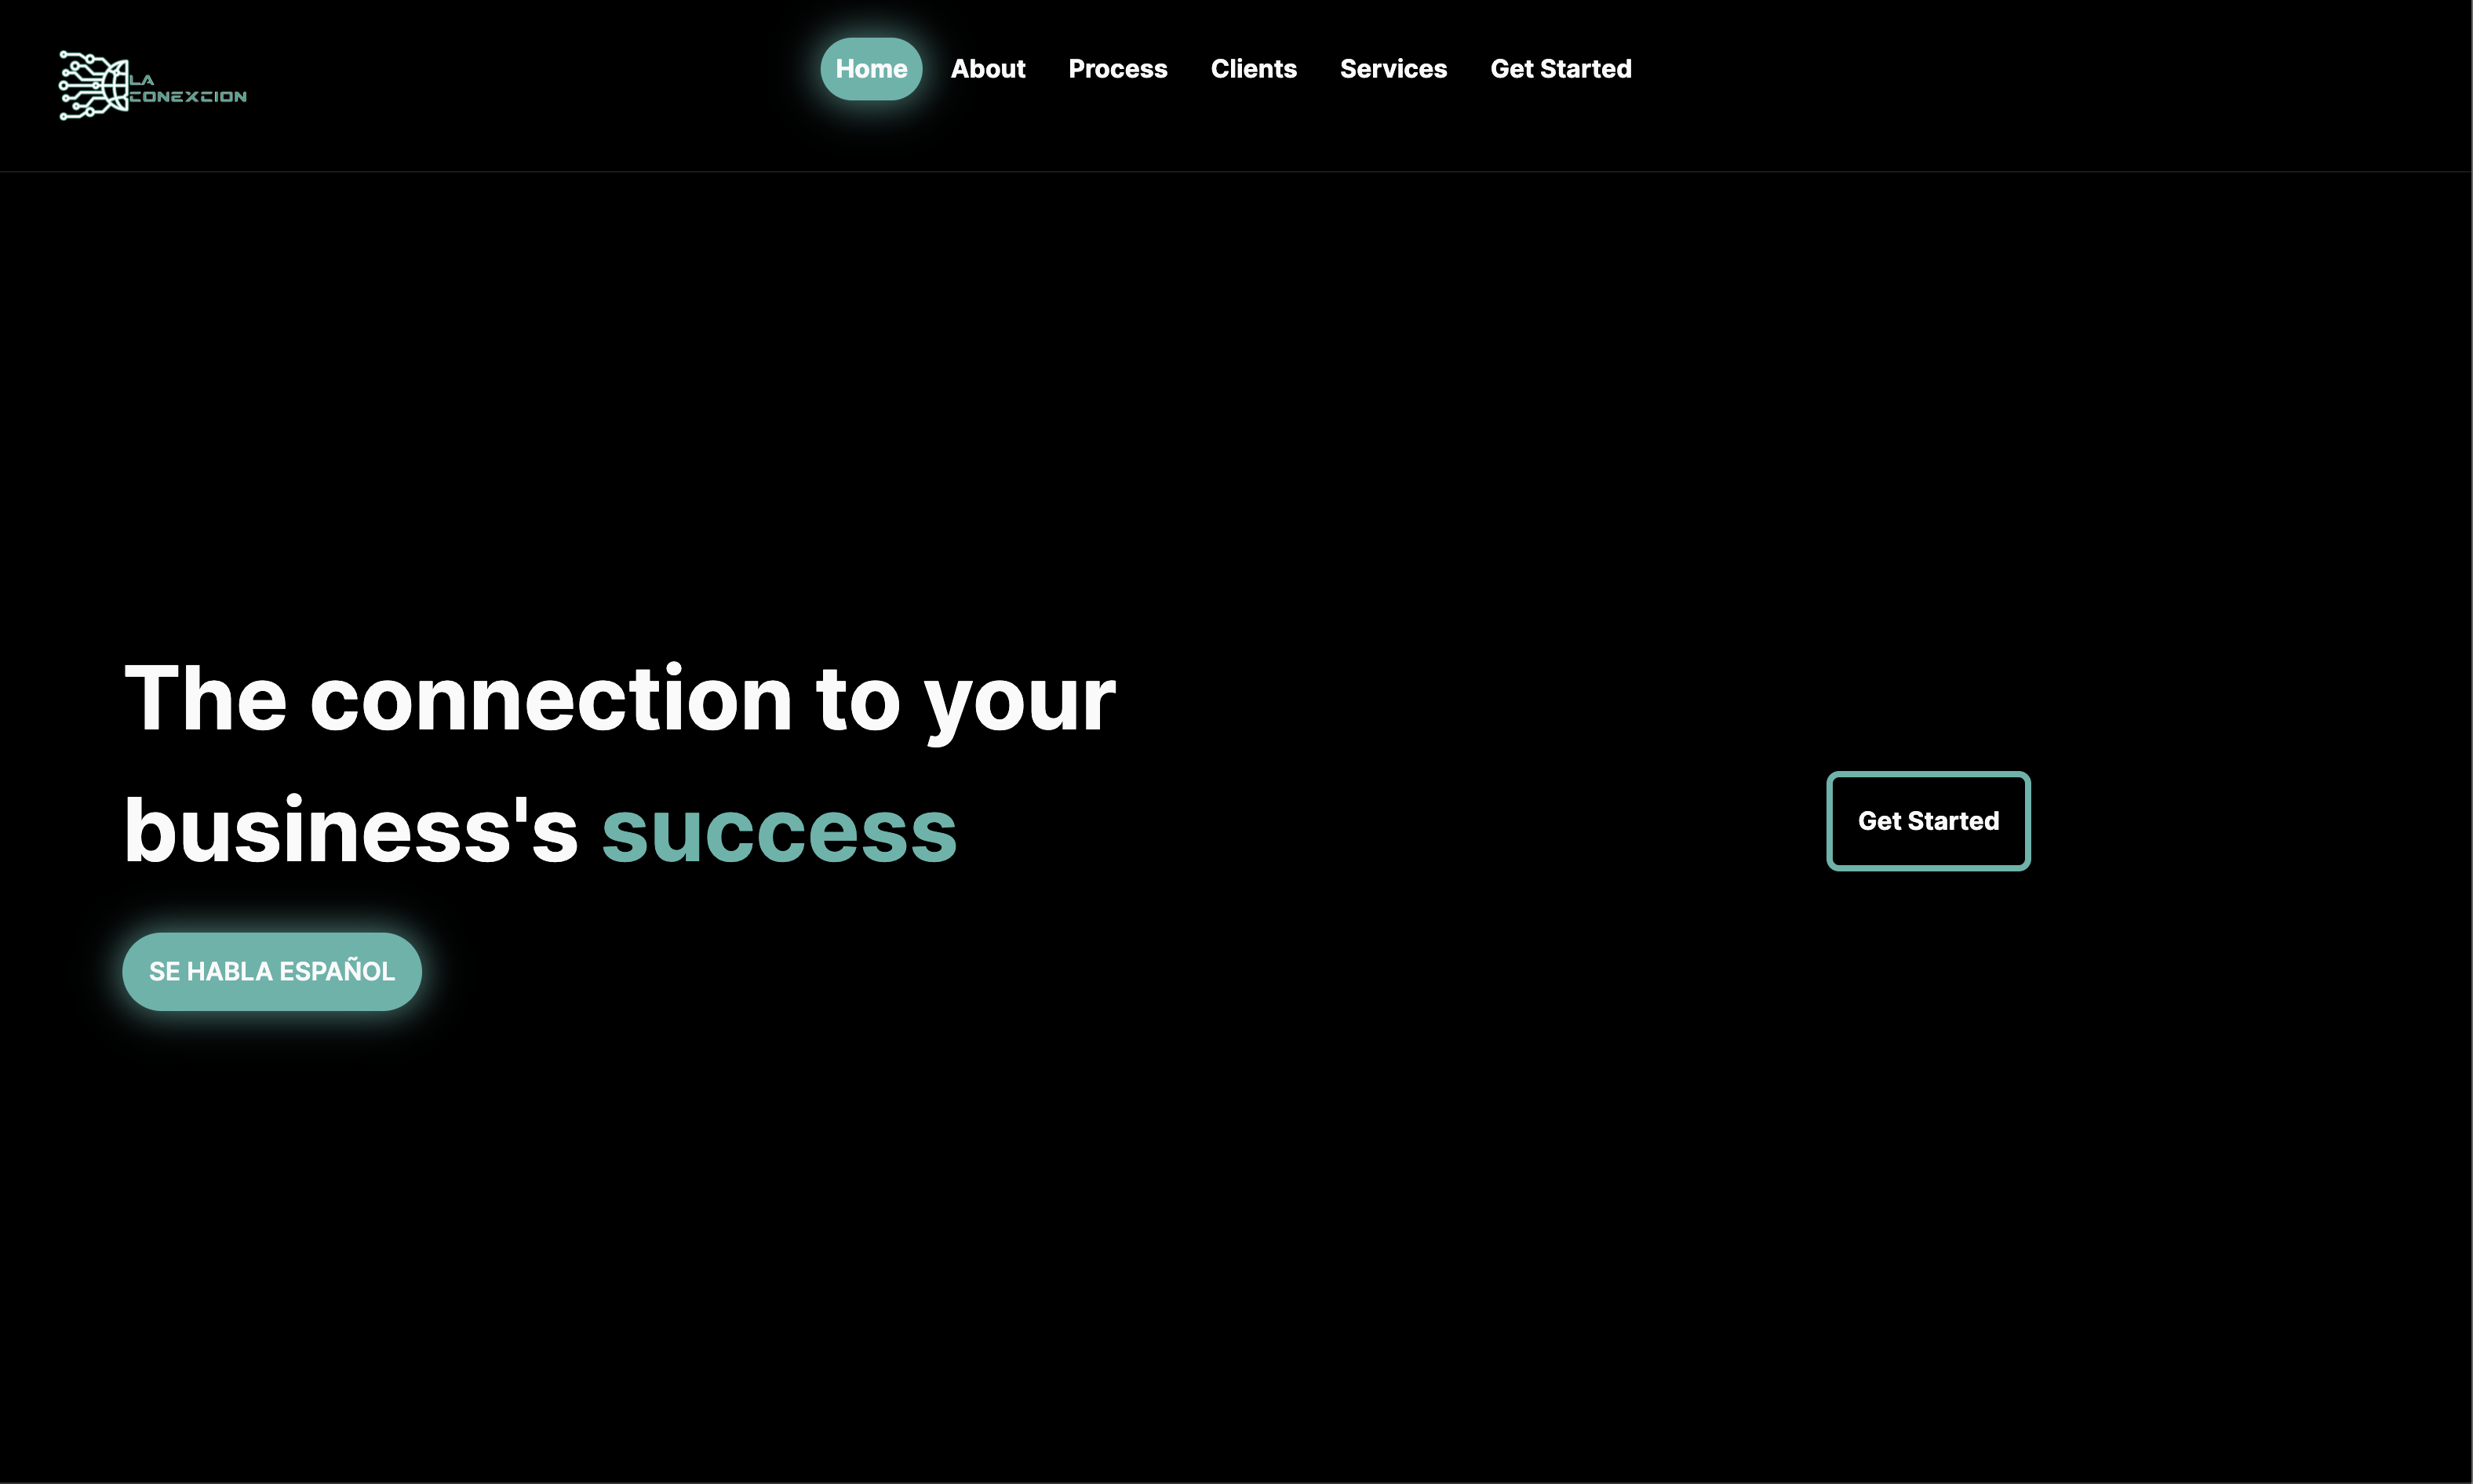 LA
CONEXCION
Home About Process Clients Services Get Started
The connection to your
business's success
Get Started
SE HABLA ESPAÑOL